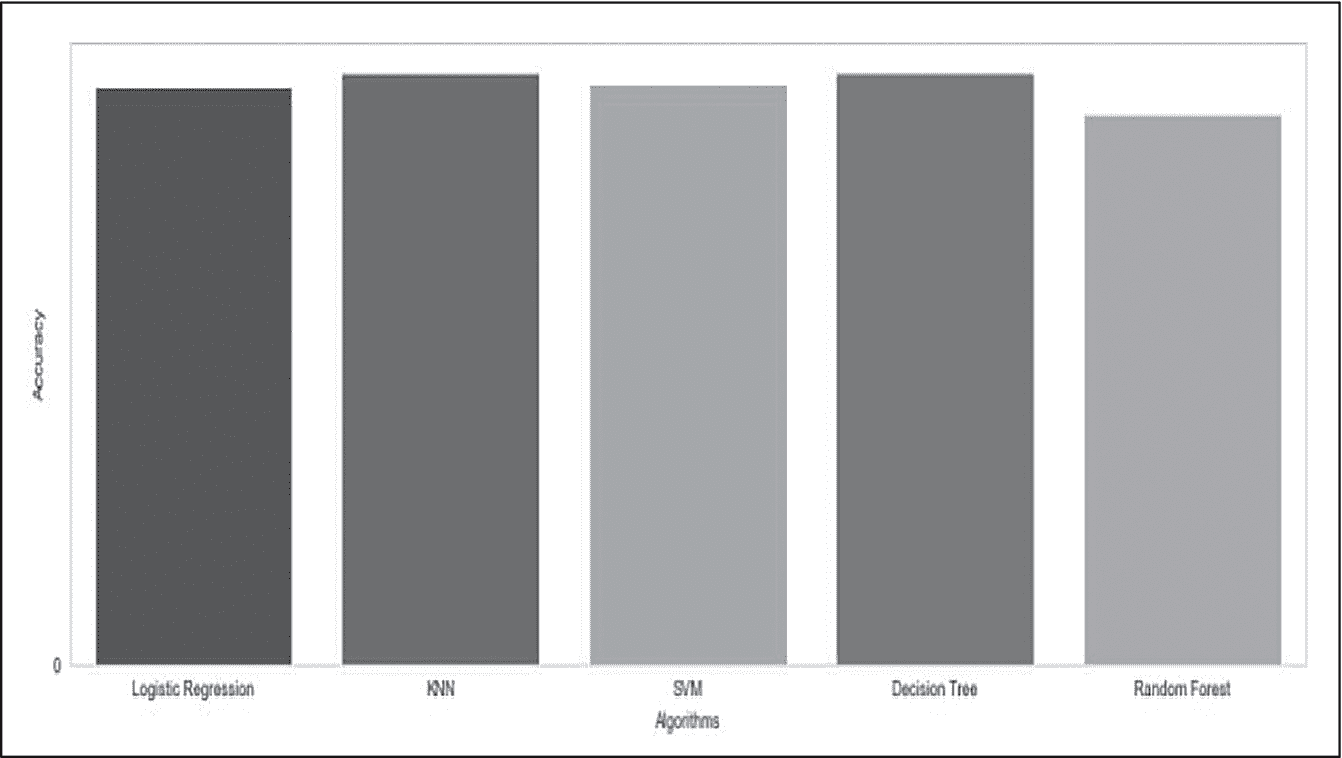 Accuracy
0
Logistic Regression
KNN
SVM
Decision Tree
Random Forest
Algorithms